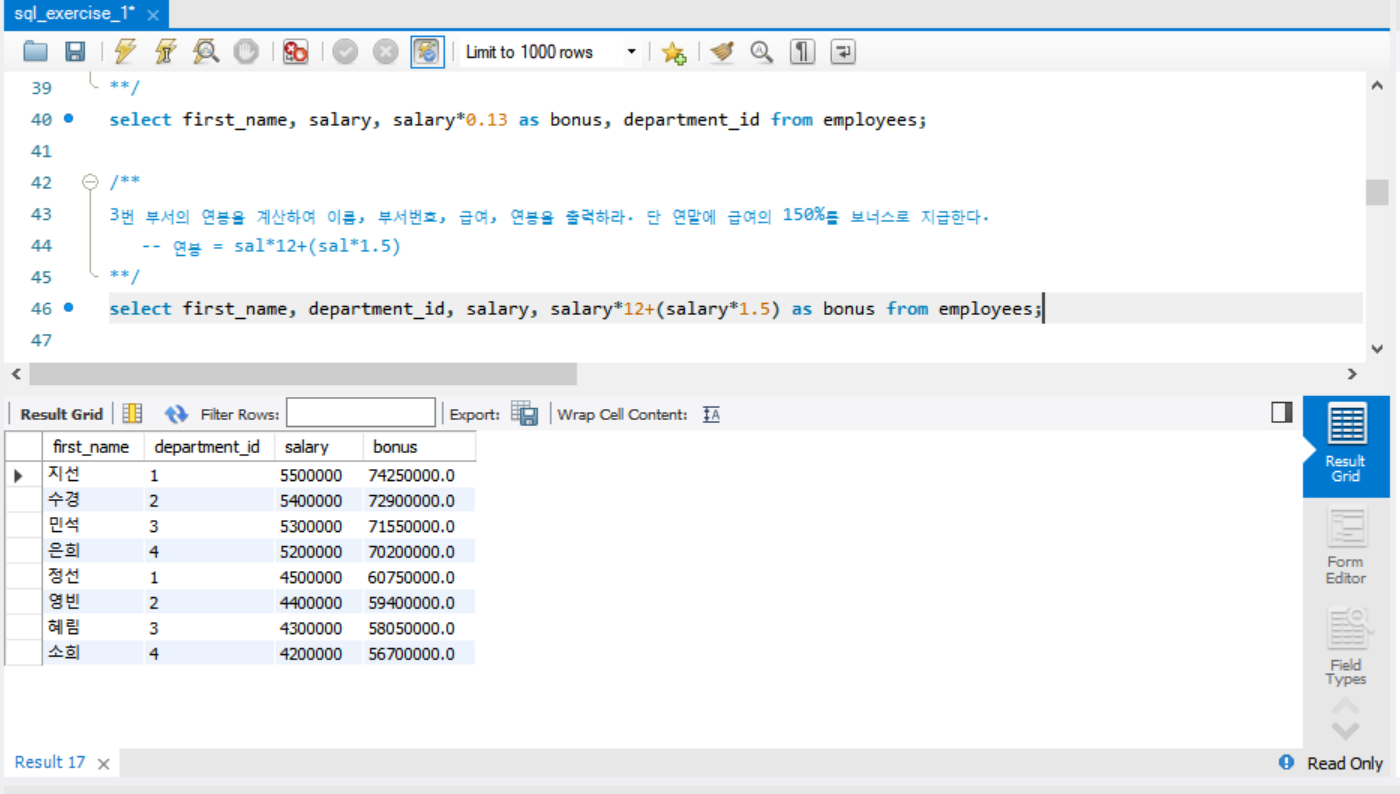 sql_exercise_1*
Limit to 1000 rows
39 **/
40 select first_name, salary, salary*0.13 as bonus, department_id from employees;
41
42 /**
43 3번 부서의 연봉을 계산하여 이름, 부서번호, 급여, 연봉을 출력하라. 단 연말에 급여의 150%를 보너스로 지급한다.
44 -- 연봉 = sal*12+(sal*1.5)
45 **/
46 select first_name, department_id, salary, salary*12+(salary*1.5) as bonus from employees;
47
Result Grid Filter Rows: Export: Wrap Cell Content: IA
first_name department_id salary bonus
지선 1 5500000 74250000.0
수경 2 5400000 72900000.0
민석 3 5300000 71550000.0
은희 4 5200000 70200000.0
정선 1 4500000 60750000.0
영빈 2 4400000 59400000.0
혜림 3 4300000 58050000.0
소희 4 4200000 56700000.0
Result
Grid
Form
Editor
Field
Types
Result 17 Read Only